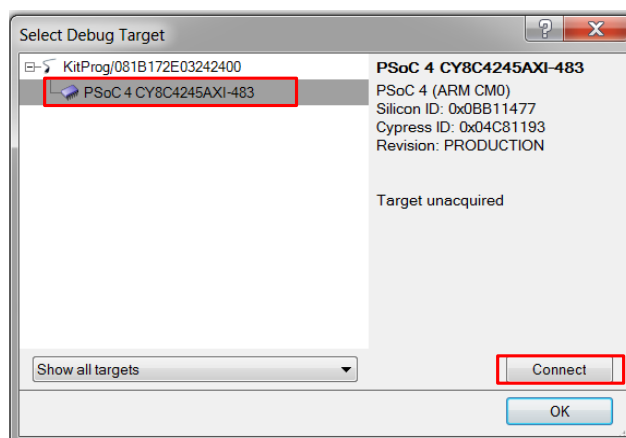 Select Debug Target
KitProg/081B172E03242400
PSoC 4 CY8C4245AXI-483
PSoC 4 CY8C4245AXI-483
PSoC 4 (ARM CM0)
Silicon ID: 0x0BB11477
Cypress ID: 0x04C81193
Revision: PRODUCTION
Target unacquired
Show all targets
Connect
OK